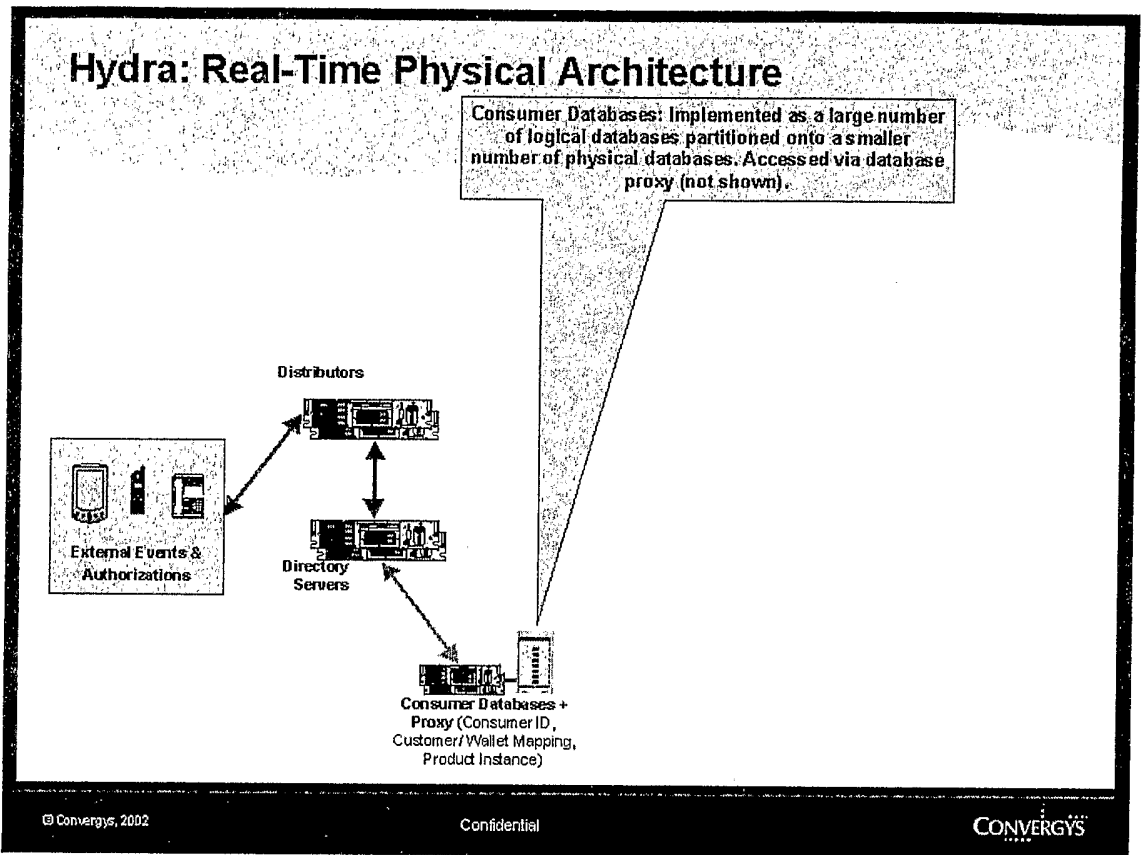 Hydra: Real-Time Physical Architecture
Consumer Databases: Implemented as a large number
of logical databases partitioned onto a smaller
number of physical databases. Accessed via database
proxy (not shown).
Distributors
External Events &
Authorizations
Directory
Servers
Consumer Databases +
Proxy (Consumer ID,
Customer/Wallet Mapping,
Product Instance)
© Convergys, 2002
Confidential
CONVERGYS